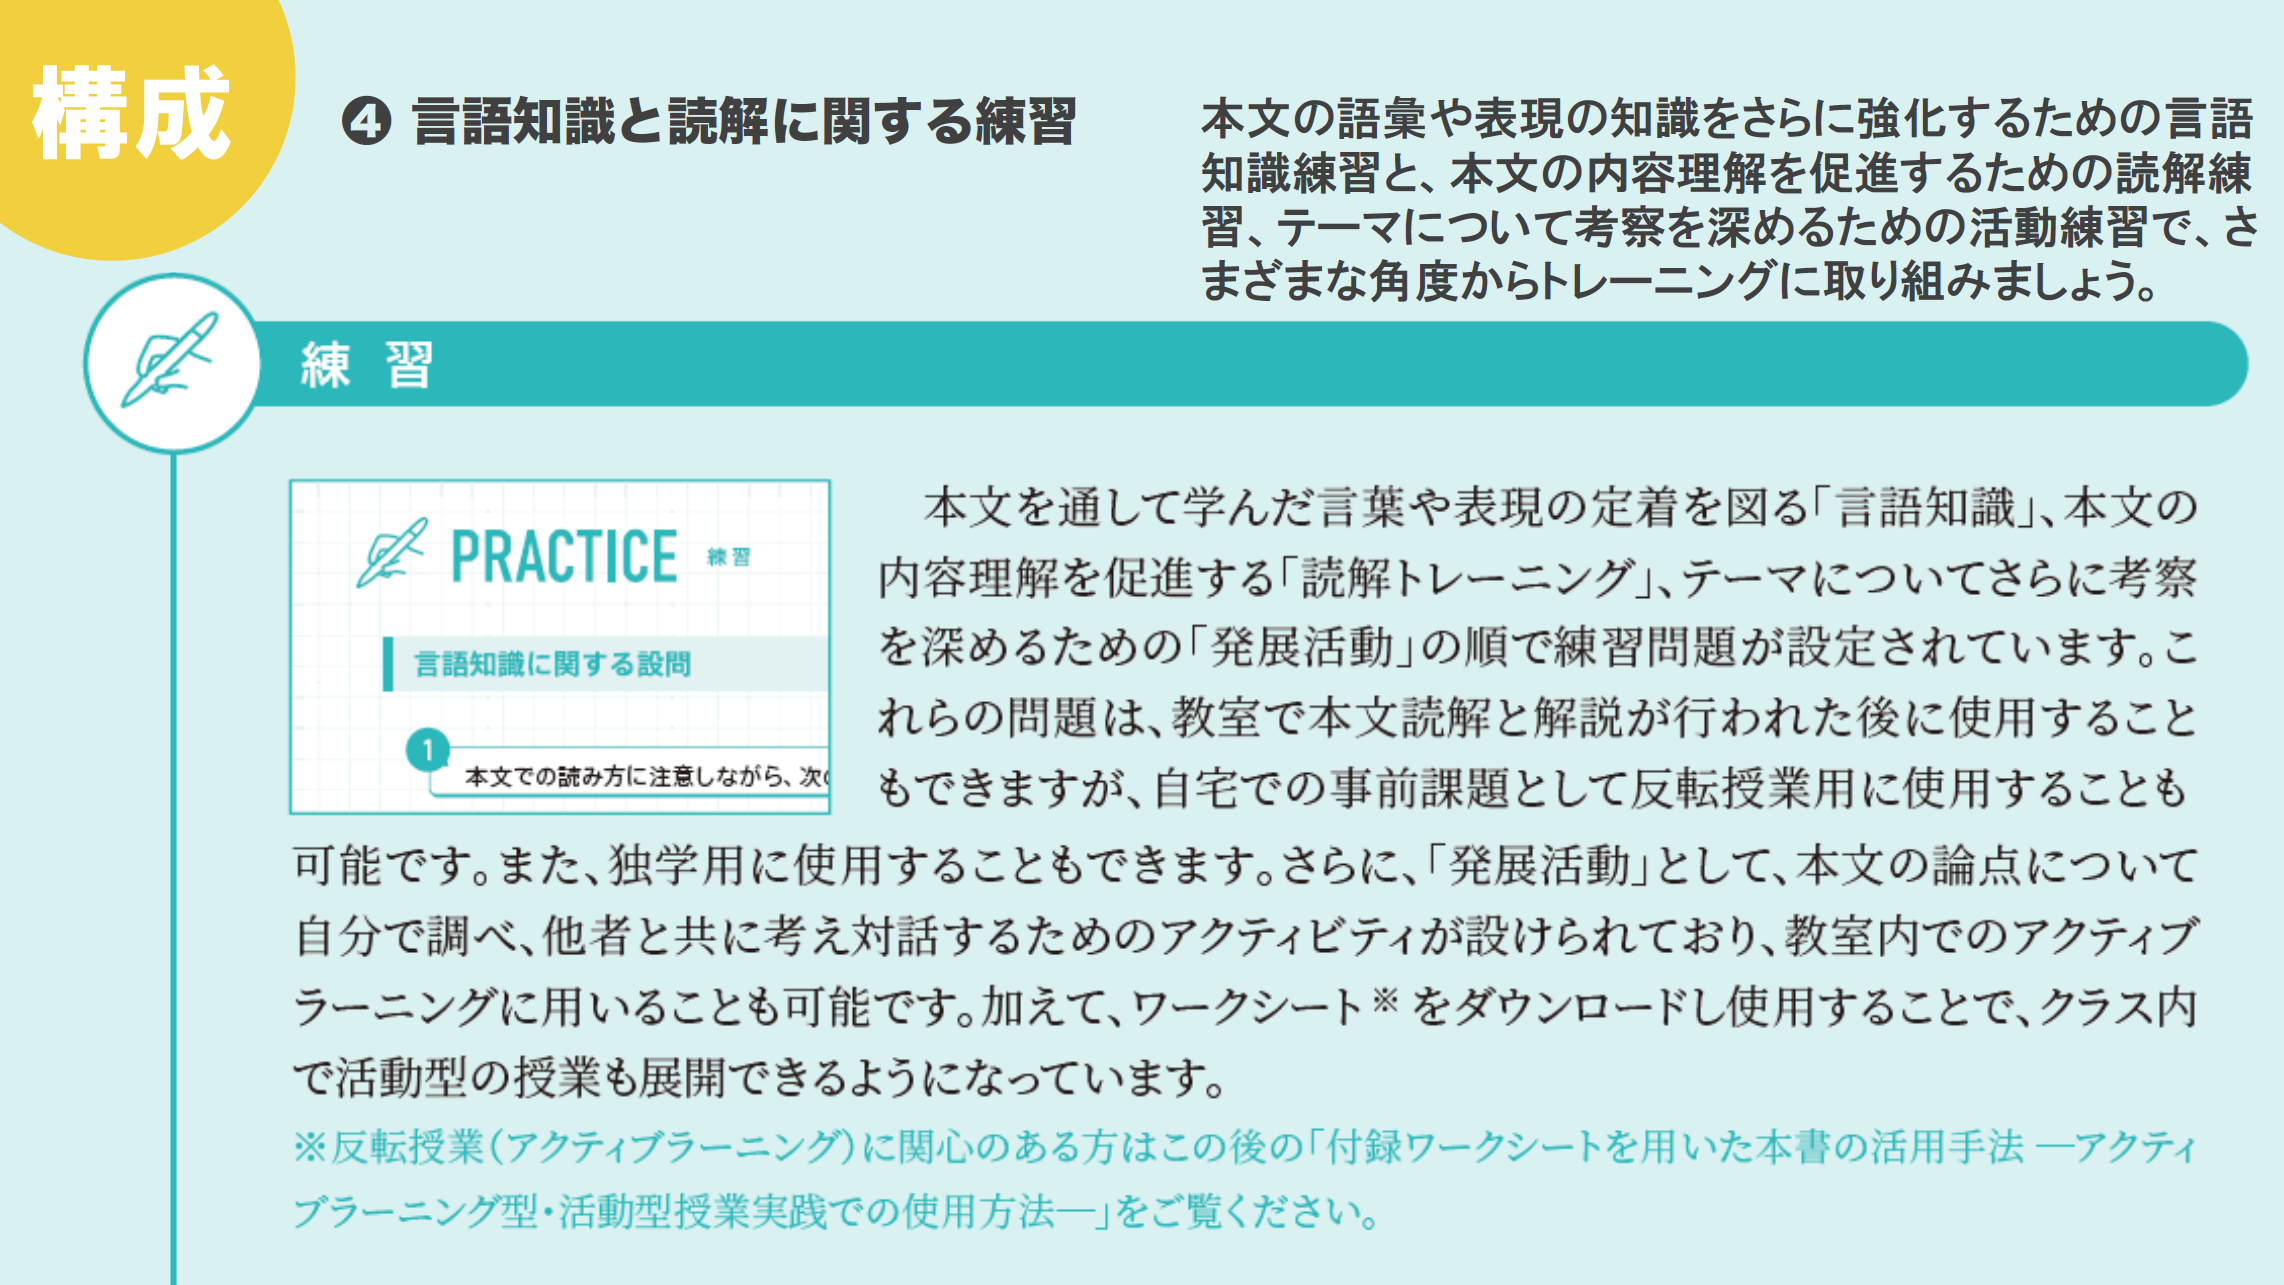 構成
❹ 言語知識と読解に関する練習
本文の語彙や表現の知識をさらに強化するための言語
知識練習と、本文の内容理解を促進するための読解練
習、テーマについて考察を深めるための活動練習で、さ
まざまな角度からトレーニングに取り組みましょう。
練 習
PRACTICE 練習
言語知識に関する設問
1
本文での読み方に注意しながら、次
本文を通して学んだ言葉や表現の定着を図る「言語知識」、本文の
内容理解を促進する「読解トレーニング」、テーマについてさらに考察
を深めるための「発展活動」の順で練習問題が設定されています。こ
れらの問題は、教室で本文読解と解説が行われた後に使用すること
もできますが、自宅での事前課題として反転授業用に使用することも
可能です。また、独学用に使用することもできます。さらに、「発展活動」として、本文の論点について
自分で調べ、他者と共に考え対話するためのアクティビティが設けられており、教室内でのアクティブ
ラーニングに用いることも可能です。加えて、ワークシート※ をダウンロードし使用することで、クラス内
で活動型の授業も展開できるようになっています。
※反転授業（アクティブラーニング）に関心のある方はこの後の「付録ワークシートを用いた本書の活用手法 ―アクティ
ブラーニング型・活動型授業実践での使用方法―」をご覧ください。